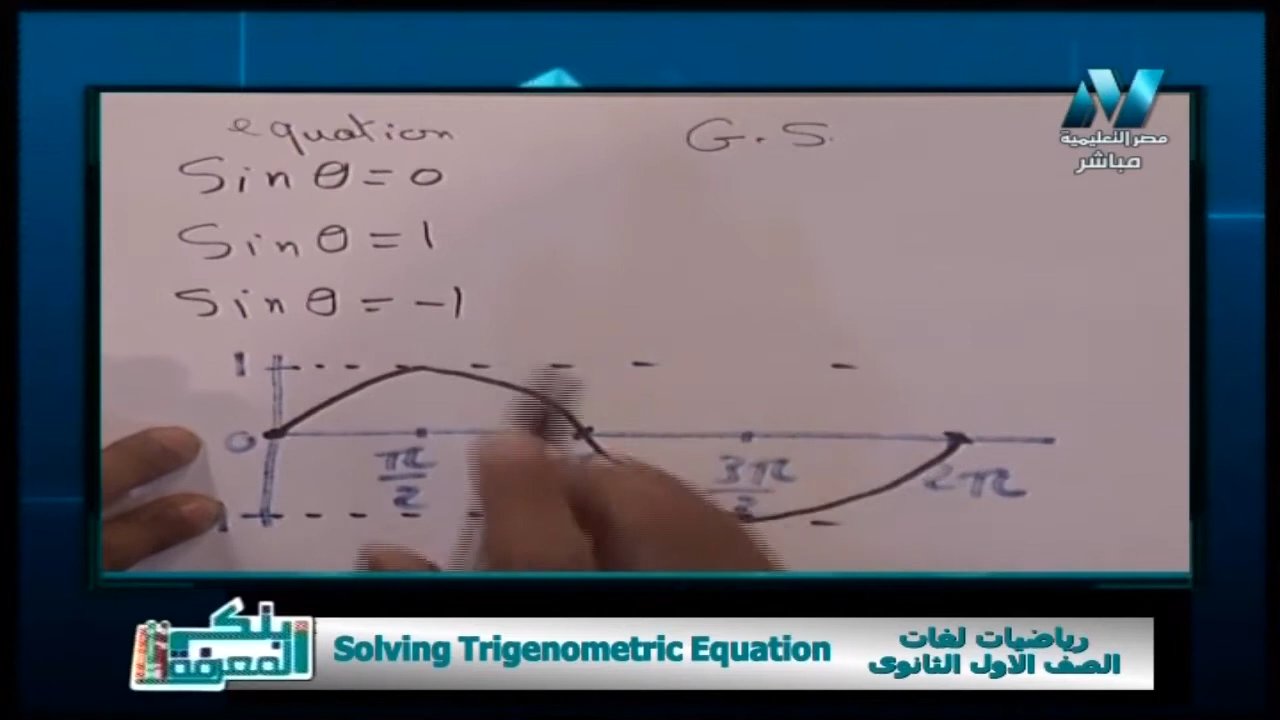 equation G.S.
Sin θ = 0
Sin θ = 1
Sin θ = -1
1
0
π/2
3π/2
2π
مصر التعليمية
مباشر
بنك
المعرفة
Solving Trigenometric Equation
رياضيات لغات
الصف الاول الثانوى